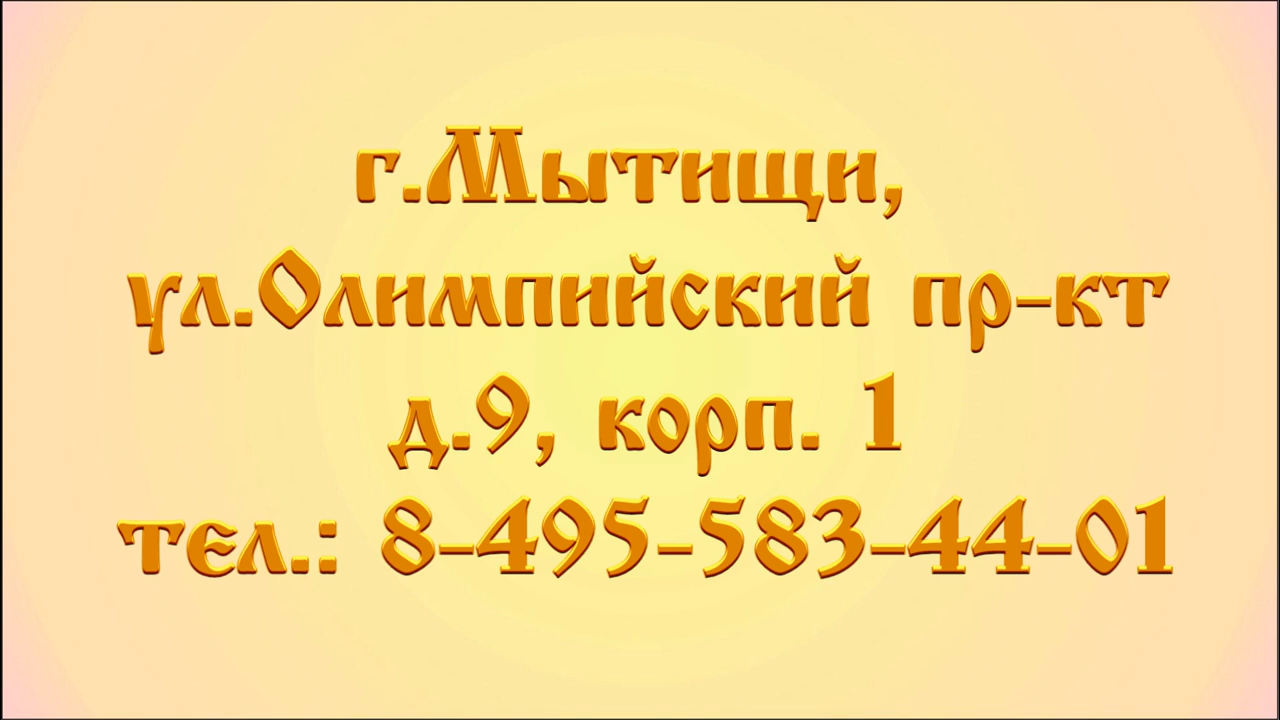 г.Мытищи,
ул.Олимпийский пр-кт
д.9, корп. 1
тел.: 8-495-583-44-01